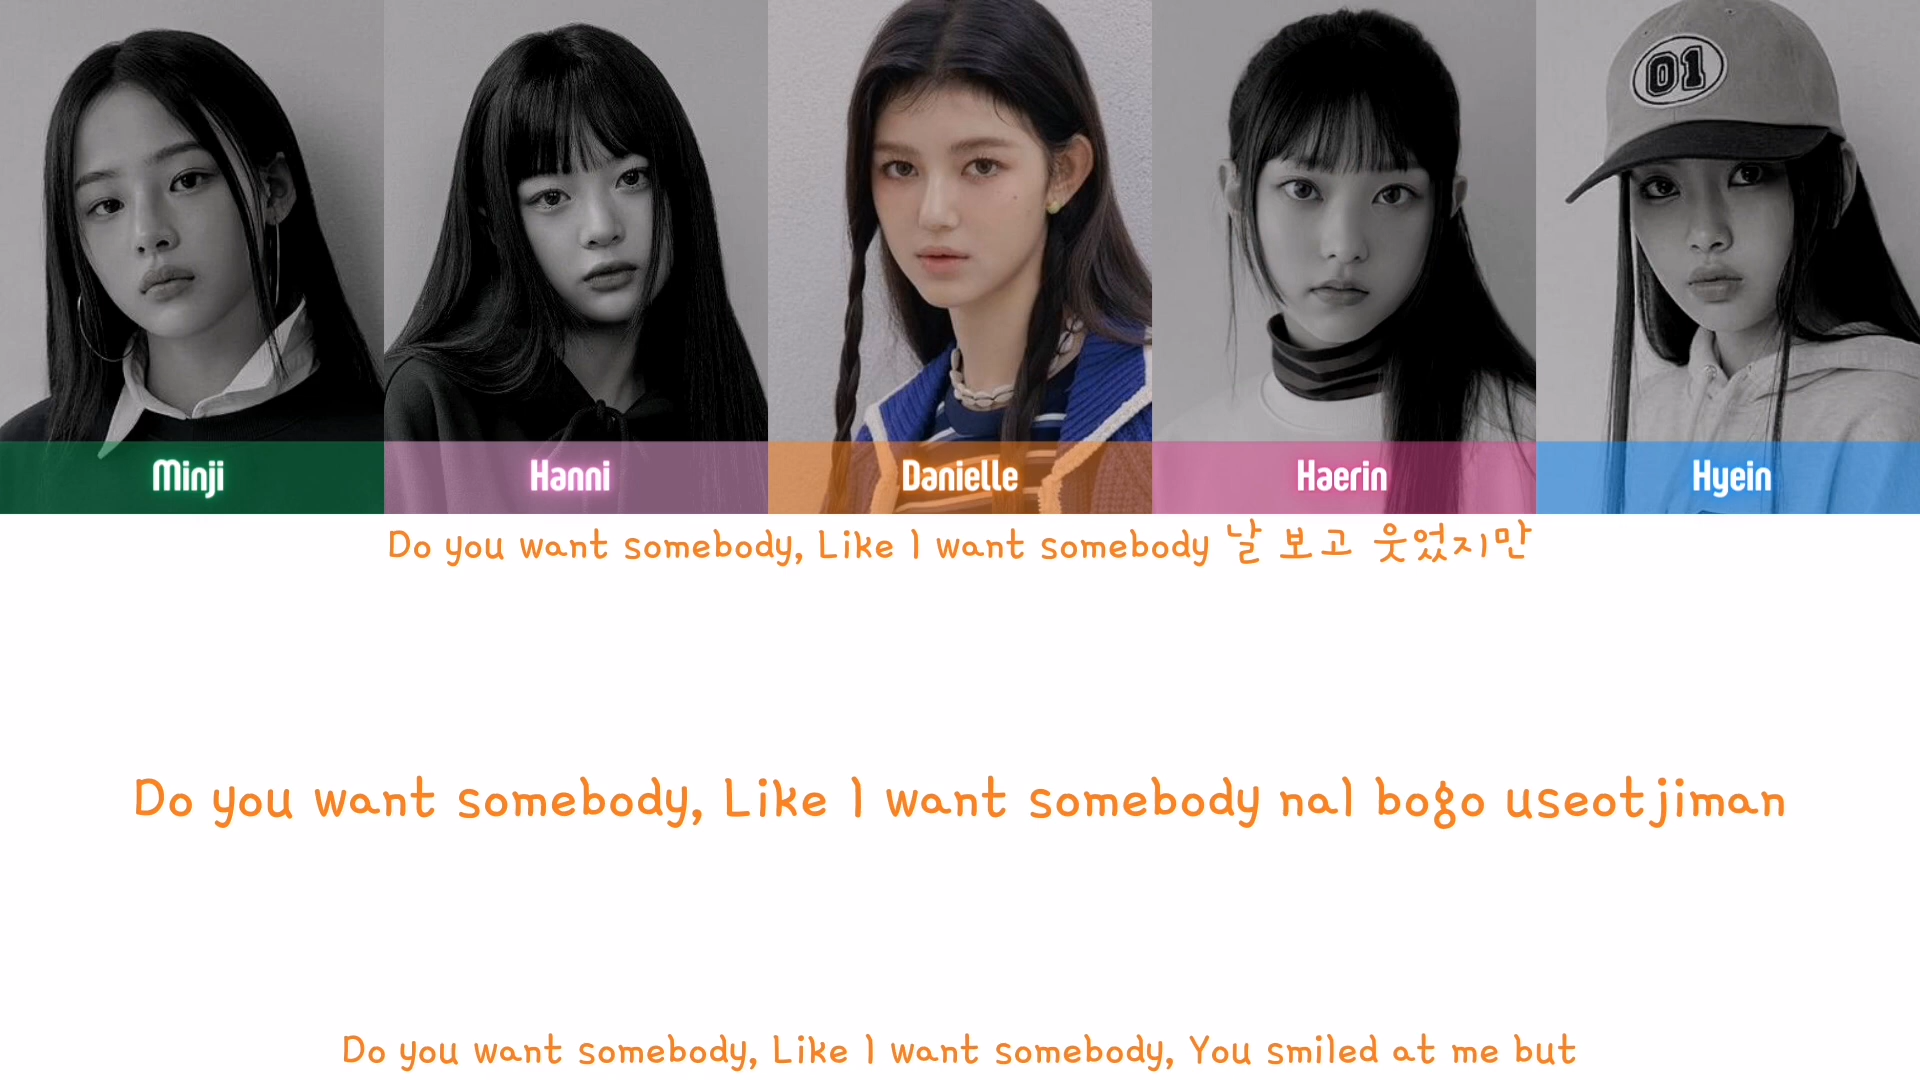 01
Minji
Hanni
Danielle
Haerin
Hyein
Do you want somebody, Like I want somebody 날 보고 웃었지만
Do you want somebody, Like I want somebody nal bogo useotjiman
Do you want somebody, Like I want somebody, You smiled at me but